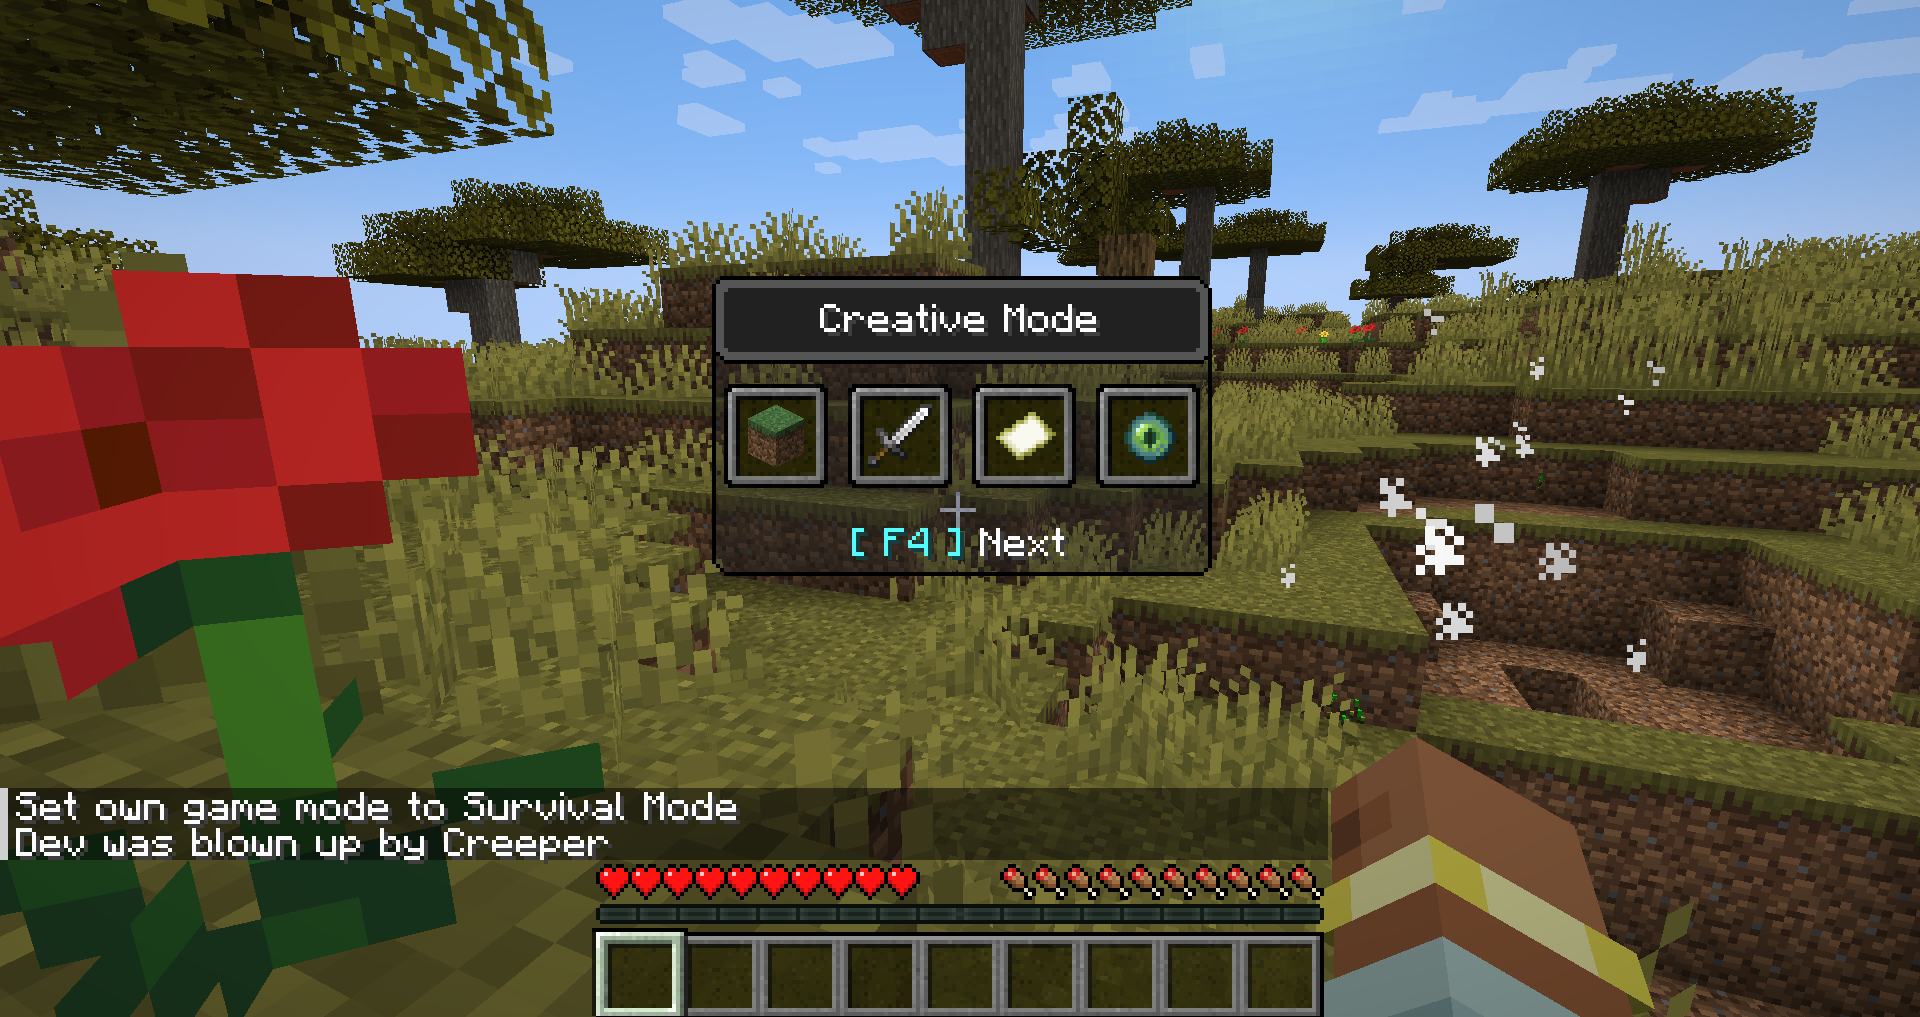 Creative Mode
[ F4 ] Next
Set own game mode to Survival Mode
Dev was blown up by Creeper